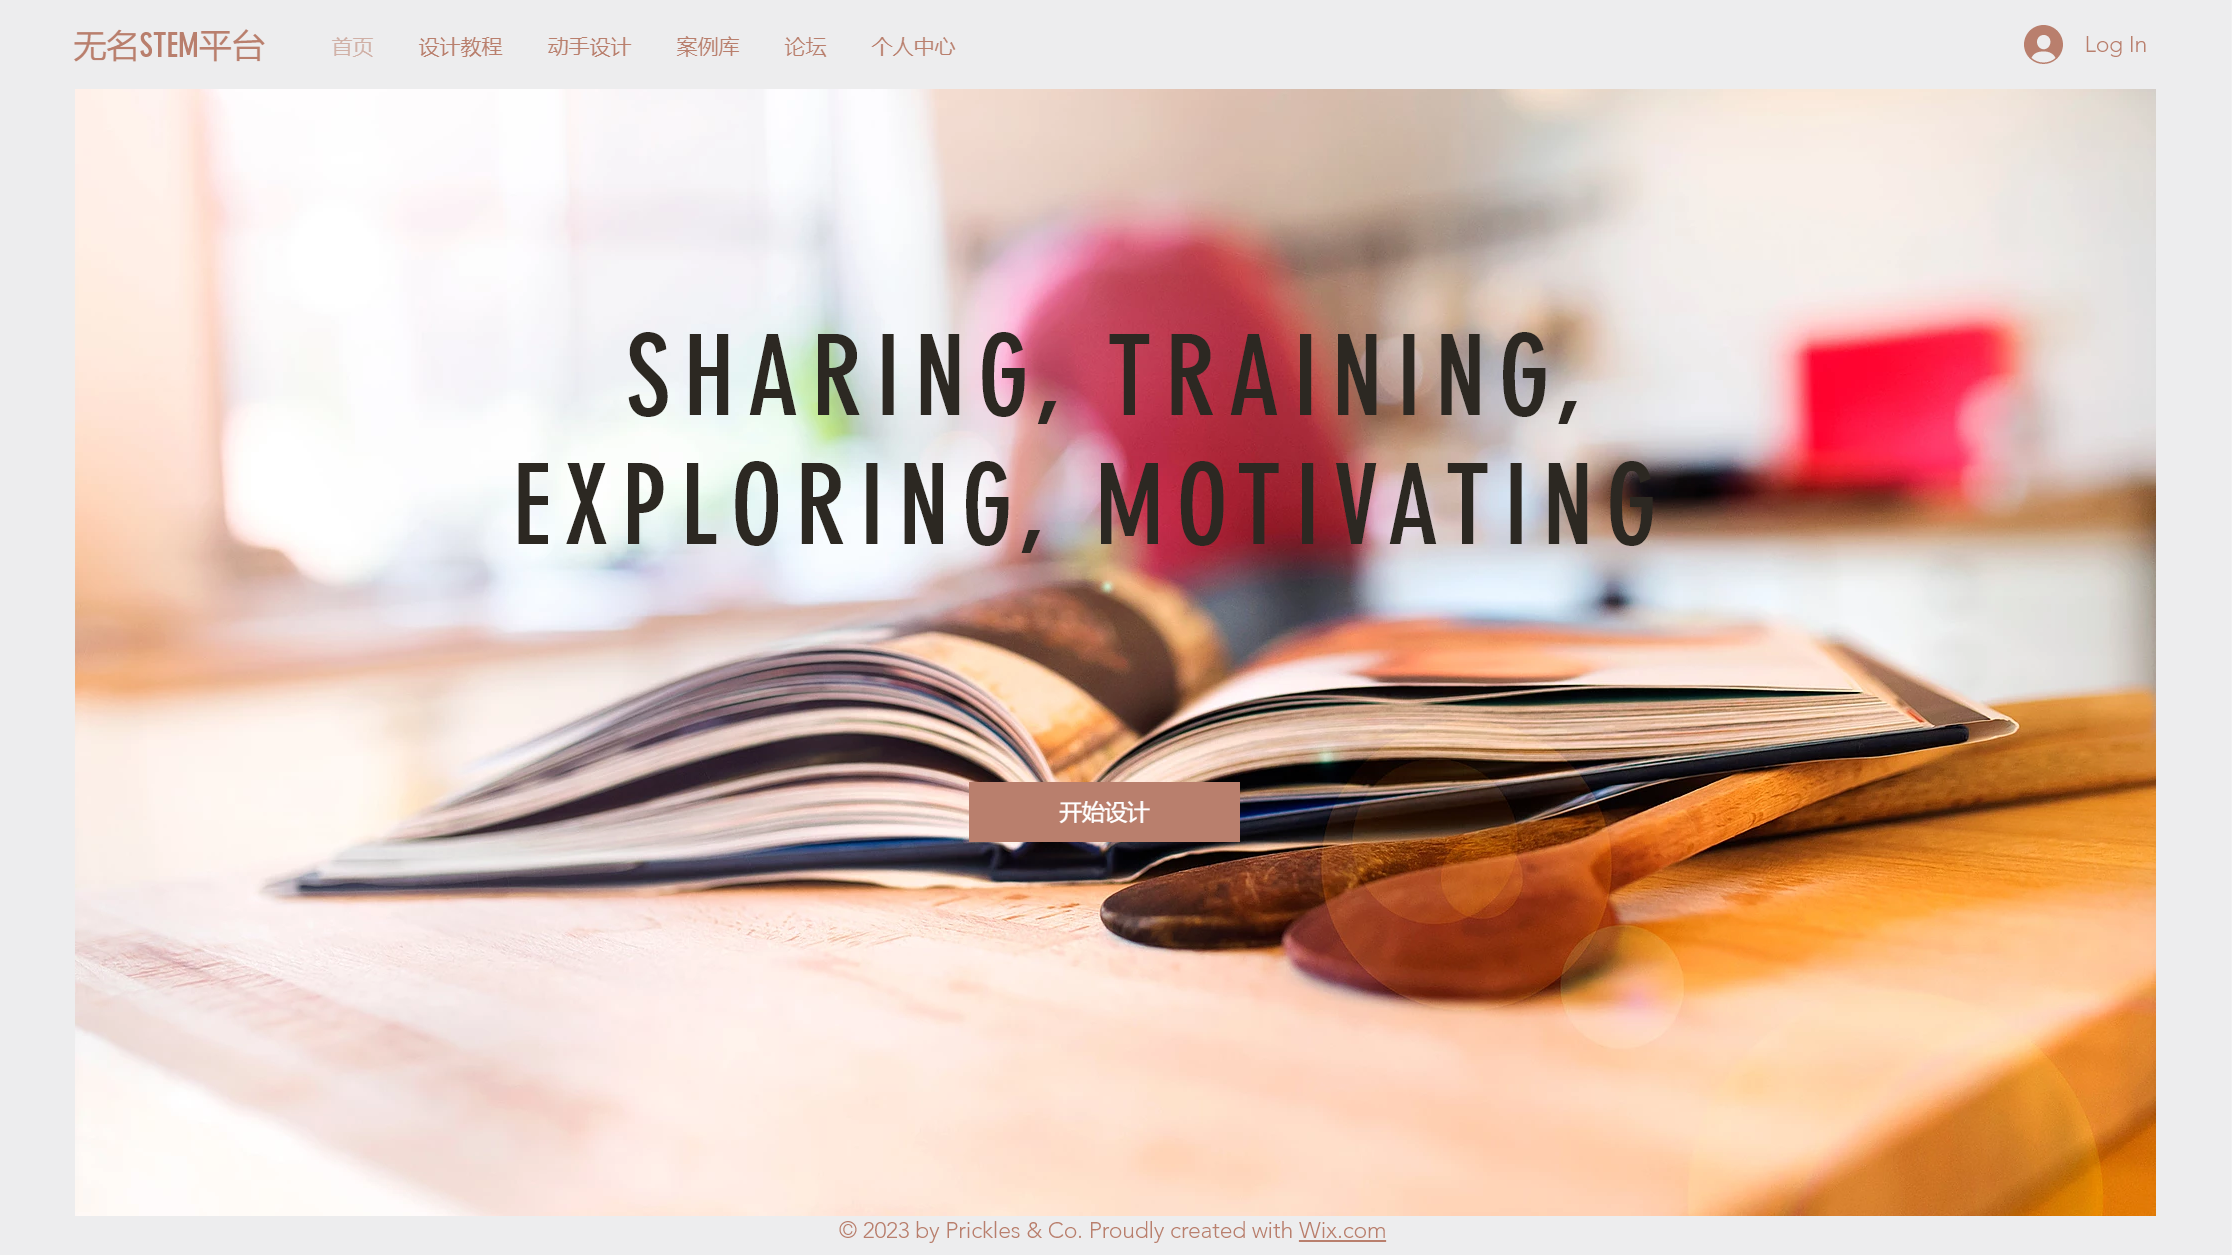 无名STEM平台
首页 设计教程 动手设计 案例库 论坛 个人中心
Log In
SHARING, TRAINING,
EXPLORING, MOTIVATING
开始设计
© 2023 by Prickles & Co. Proudly created with Wix.com